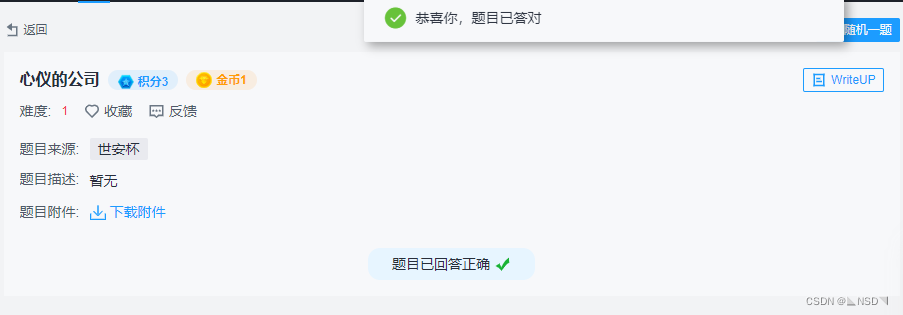 恭喜你，题目已答对
返回
随机一题
心仪的公司 积分3 金币1
WriteUP
难度: 1 收藏 反馈
题目来源: 世安杯
题目描述: 暂无
题目附件: 下载附件
题目已回答正确
CSDN @◣NSD◥